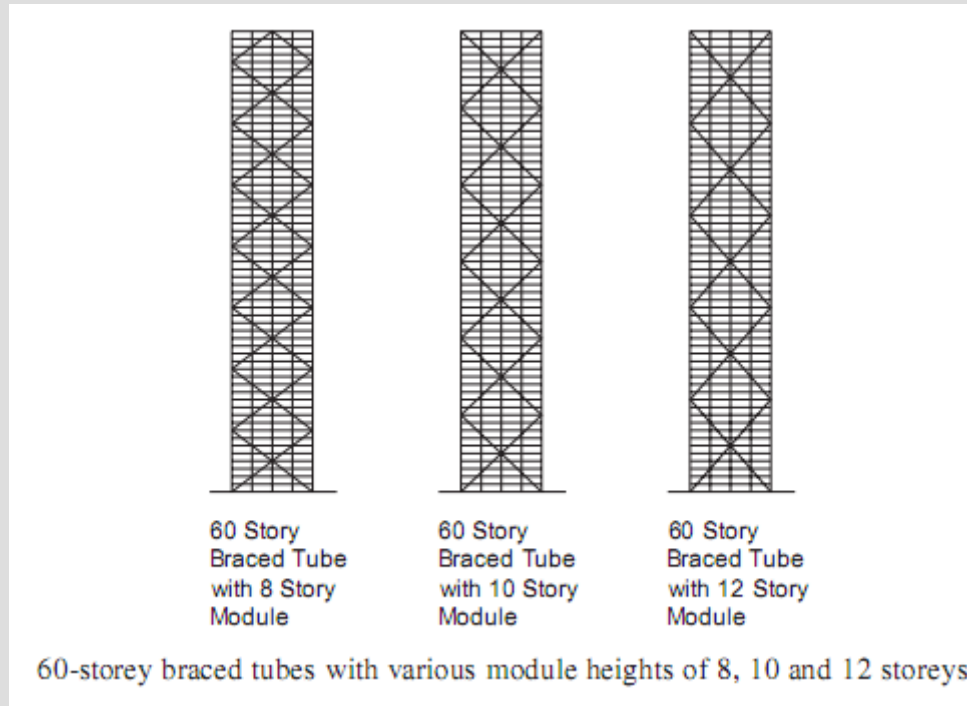 60 Story
Braced Tube
with 8 Story
Module
60 Story
Braced Tube
with 10 Story
Module
60 Story
Braced Tube
with 12 Story
Module
60-storey braced tubes with various module heights of 8, 10 and 12 storeys